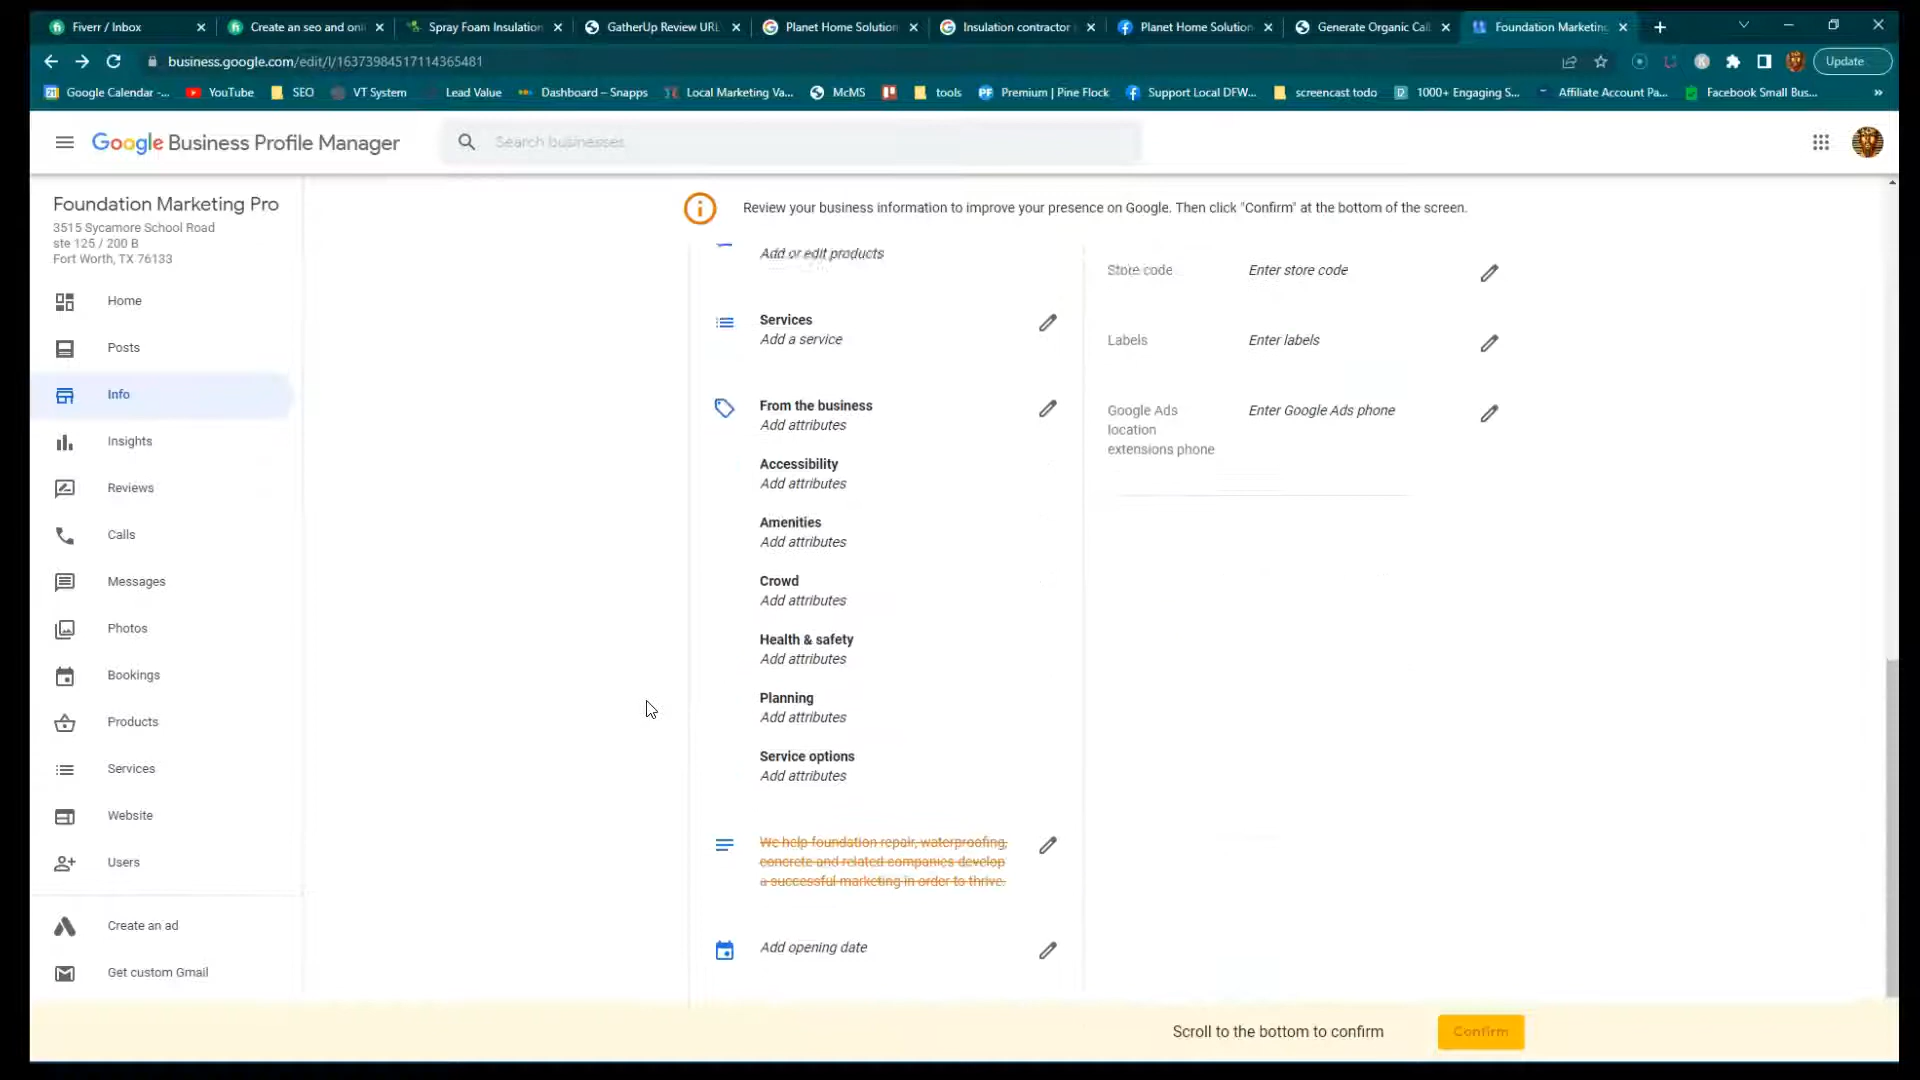 Fiverr / Inbox
Create an seo and onl
Spray Foam Insulation
GatherUp Review URL
Planet Home Solution
Insulation contractor
Planet Home Solution
Generate Organic Cal
Foundation Marketing
business.google.com/edit/l/16373984517114365481
Update
Google Calendar -...
YouTube
SEO
VT System
Lead Value
Dashboard – Snapps
Local Marketing Va...
McMS
tools
Premium | Pine Flock
Support Local DFW...
screencast todo
1000+ Engaging S...
Affiliate Account Pa...
Facebook Small Bus...
Google Business Profile Manager
Search businesses
Foundation Marketing Pro
3515 Sycamore School Road
ste 125 / 200 B
Fort Worth, TX 76133
Home
Posts
Info
Insights
Reviews
Calls
Messages
Photos
Bookings
Products
Services
Website
Users
Create an ad
Get custom Gmail
Review your business information to improve your presence on Google. Then click "Confirm" at the bottom of the screen.
Add or edit products
Services
Add a service
From the business
Add attributes
Accessibility
Add attributes
Amenities
Add attributes
Crowd
Add attributes
Health & safety
Add attributes
Planning
Add attributes
Service options
Add attributes
We help foundation repair, waterproofing,
concrete and related companies develop
a successful marketing in order to thrive.
Add opening date
Store code
Enter store code
Labels
Enter labels
Google Ads
location
extensions phone
Enter Google Ads phone
Scroll to the bottom to confirm
Confirm